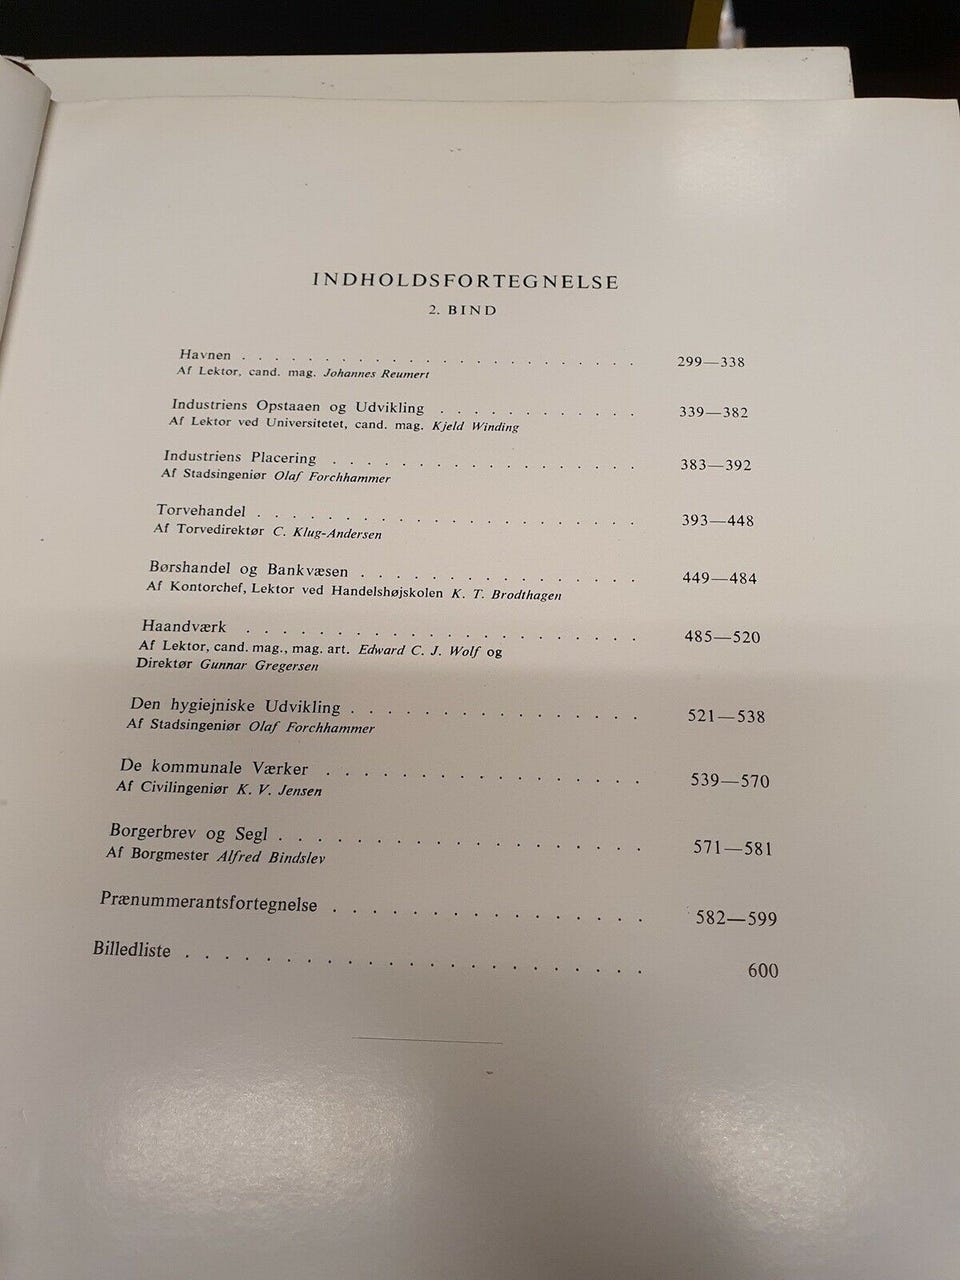 INDHOLDSFORTEGNELSE
2. BIND
Havnen . . . . . . . . . . . . . . . . . . . . 299—338
Af Lektor, cand. mag. Johannes Reumert
Industriens Opstaaen og Udvikling . . . . . . . . . . . . 339—382
Af Lektor ved Universitetet, cand. mag. Kjeld Winding
Industriens Placering . . . . . . . . . . . . . . . . . 383—392
Af Stadsingeniør Olaf Forchhammer
Torvehandel . . . . . . . . . . . . . . . . . . . . 393—448
Af Torvedirektør C. Klug-Andersen
Børshandel og Bankvæsen . . . . . . . . . . . . . . . 449—484
Af Kontorchef, Lektor ved Handelshøjskolen K. T. Brodthagen
Haandværk . . . . . . . . . . . . . . . . . . . . 485—520
Af Lektor, cand. mag., mag. art. Edward C. J. Wolf og
Direktør Gunnar Gregersen
Den hygiejniske Udvikling . . . . . . . . . . . . . . . 521—538
Af Stadsingeniør Olaf Forchhammer
De kommunale Værker . . . . . . . . . . . . . . . . 539—570
Af Civilingeniør K. V. Jensen
Borgerbrev og Segl . . . . . . . . . . . . . . . . . . 571—581
Af Borgmester Alfred Bindslev
Prænummerantsfortegnelse . . . . . . . . . . . . . . . 582—599
Billedliste . . . . . . . . . . . . . . . . . . . . . . 600